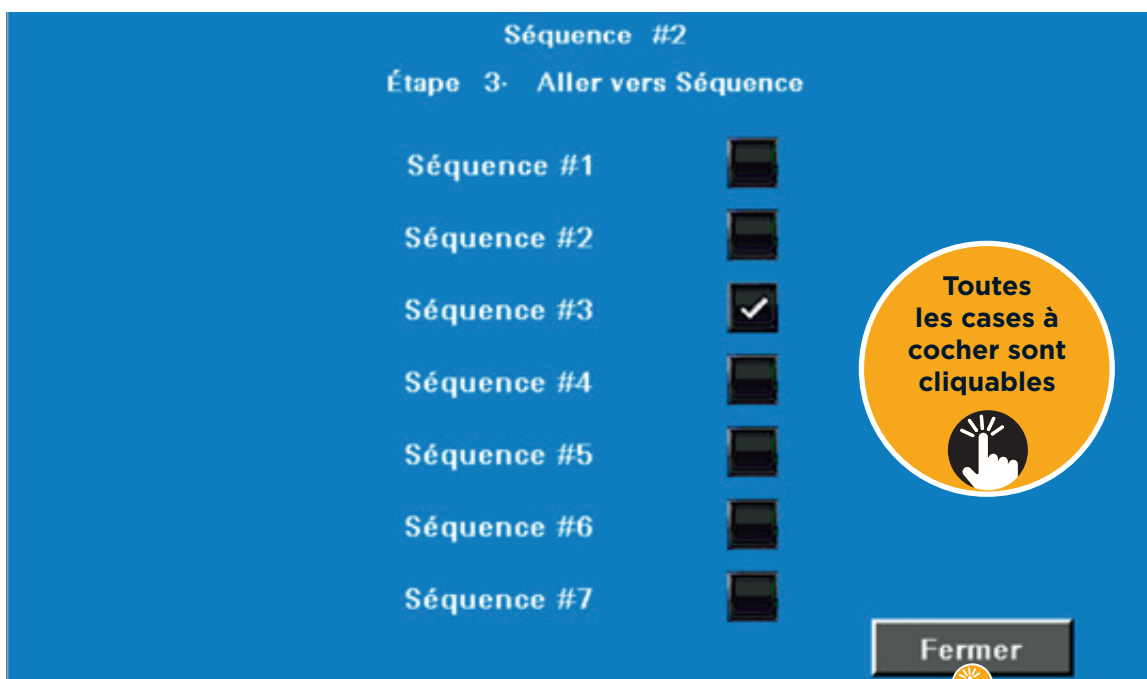 Séquence #2
Étape 3- Aller vers Séquence
Séquence #1
Séquence #2
Séquence #3
Séquence #4
Séquence #5
Séquence #6
Séquence #7
Toutes
les cases à
cocher sont
cliquables
Fermer